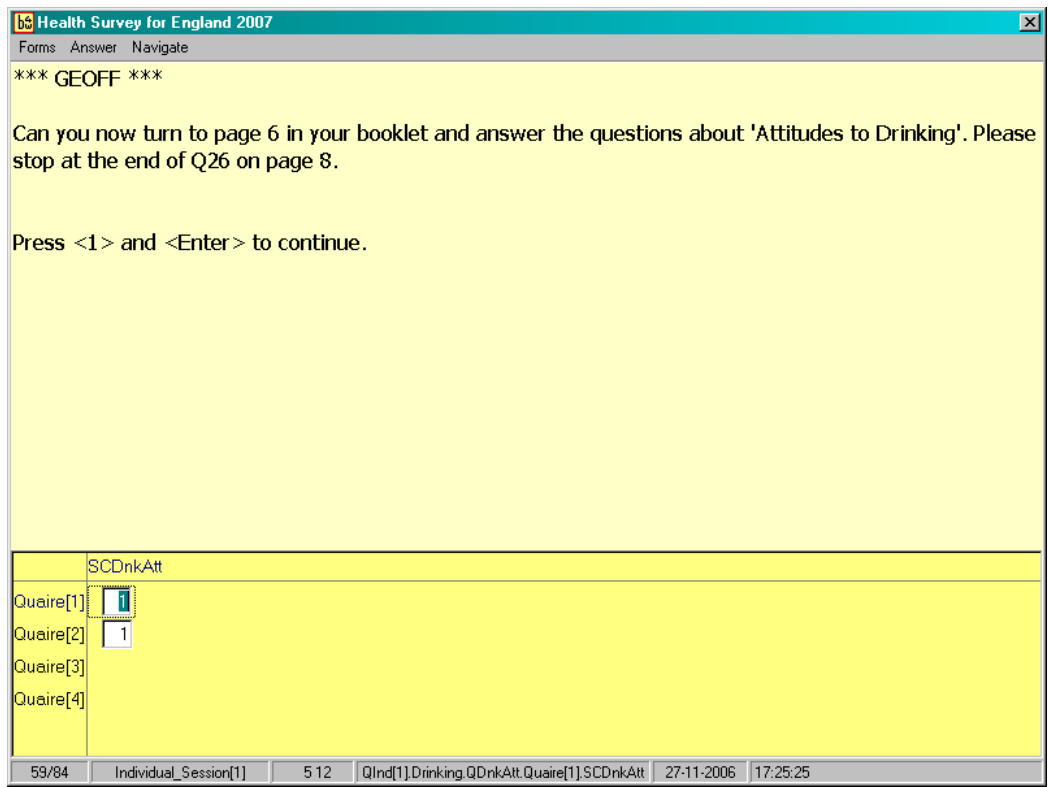 Health Survey for England 2007
Forms Answer Navigate
*** GEOFF ***
Can you now turn to page 6 in your booklet and answer the questions about 'Attitudes to Drinking'. Please
stop at the end of Q26 on page 8.
Press <1> and <Enter> to continue.
SCDnkAtt
Quaire[1] 1
Quaire[2] 1
Quaire[3]
Quaire[4]
59/84 Individual_Session[1] 5 12 QInd[1].Drinking.QDnkAtt.Quaire[1].SCDnkAtt 27-11-2006 17:25:25